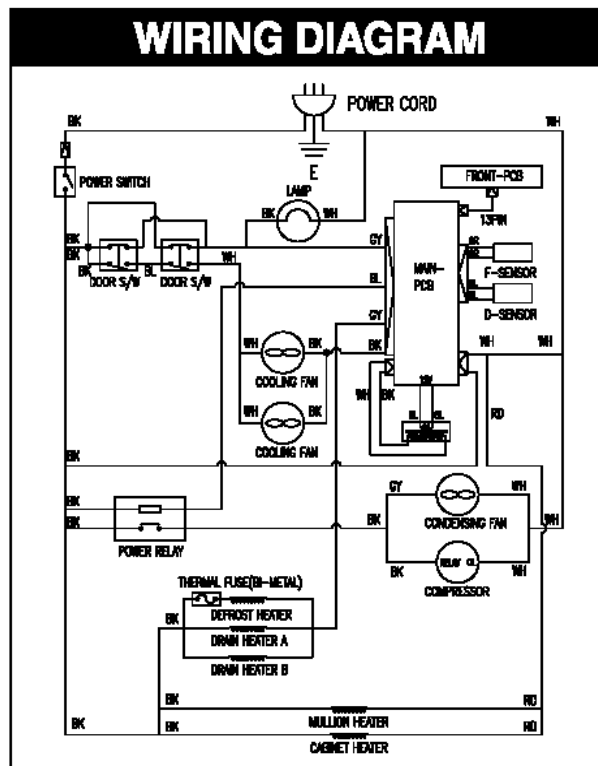 WIRING DIAGRAM
POWER CORD
BK
WH
E
POWER SWITCH
LAMP
BK
WH
FRONT-PCB
13PIN
BK
BK
BK
BL
WH
DOOR S/W
DOOR S/W
GY
BL
GY
BK
MAIN-
PCB
F-SENSOR
D-SENSOR
WH
BK
COOLING FAN
WH
BK
COOLING FAN
WH
BK
WH
WH
RD
BK
BK
BK
POWER RELAY
BK
GY
WH
CONDENSING FAN
WH
BK
WH
COMPRESSOR
THERMAL FUSE(BI-METAL)
DEFROST HEATER
BK
DRAIN HEATER A
DRAIN HEATER B
BK
RD
MULLION HEATER
BK
BK
RD
CABINET HEATER